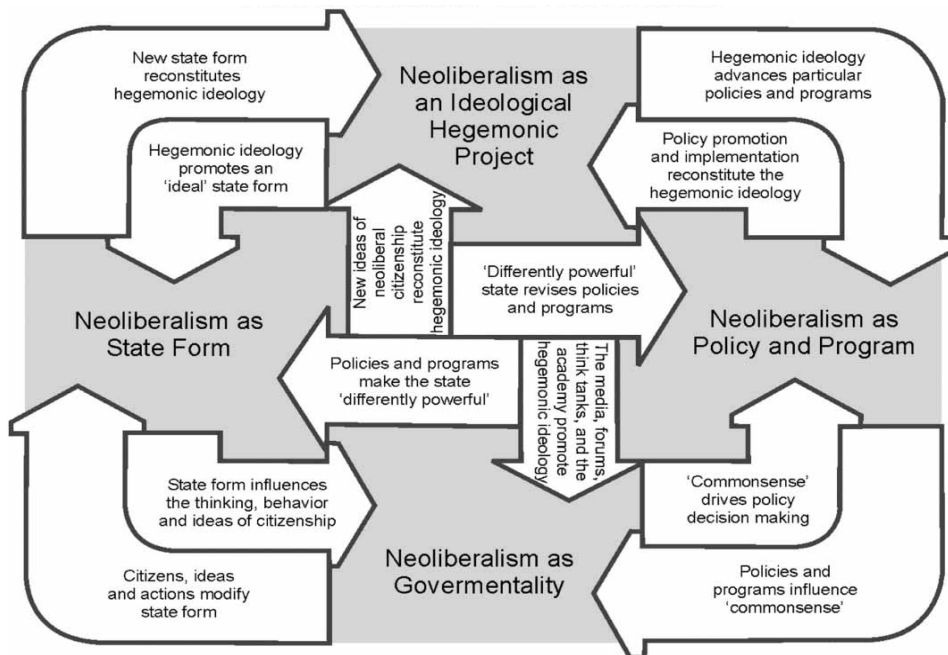 New state form
reconstitutes
hegemonic ideology
Neoliberalism as
an Ideological
Hegemonic
Project
Hegemonic ideology
advances particular
policies and programs
Hegemonic ideology
promotes an
‘ideal’ state form
Policy promotion
and implementation
reconstitute the
hegemonic ideology
New ideas of
neoliberal
citizenship
reconstitute
hegemonic ideology
‘Differently powerful’
state revises policies
and programs
Neoliberalism as
State Form
Neoliberalism as
Policy and Program
Policies and programs
make the state
‘differently powerful’
The media, forums,
think tanks, and the
academy promote
hegemonic ideology
State form influences
the thinking, behavior
and ideas of citizenship
‘Commonsense’
drives policy
decision making
Neoliberalism as
Govermentality
Citizens, ideas
and actions modify
state form
Policies and
programs influence
‘commonsense’